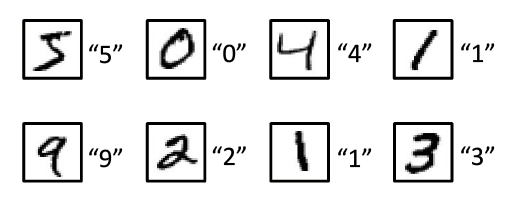 5 “5” 0 “0” 4 “4” 1 “1”
9 “9” 2 “2” 1 “1” 3 “3”